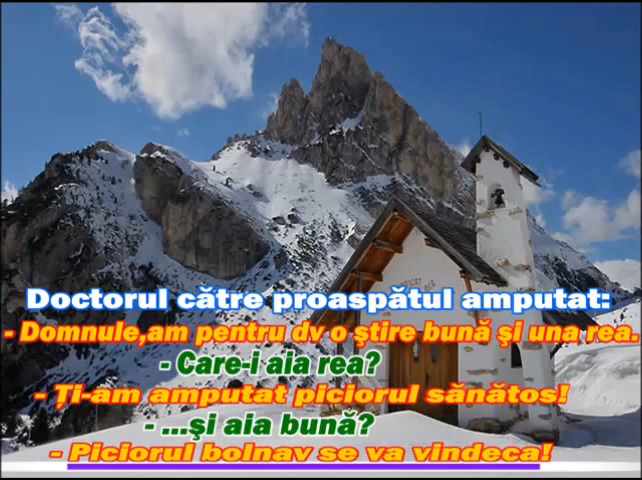 Doctorul către proaspătul amputat:
- Domnule,am pentru dv o ştire bună şi una rea.
- Care-i aia rea?
- Ţi-am amputat piciorul sănătos!
- ...şi aia bună?
- Piciorul bolnav se va vindeca!